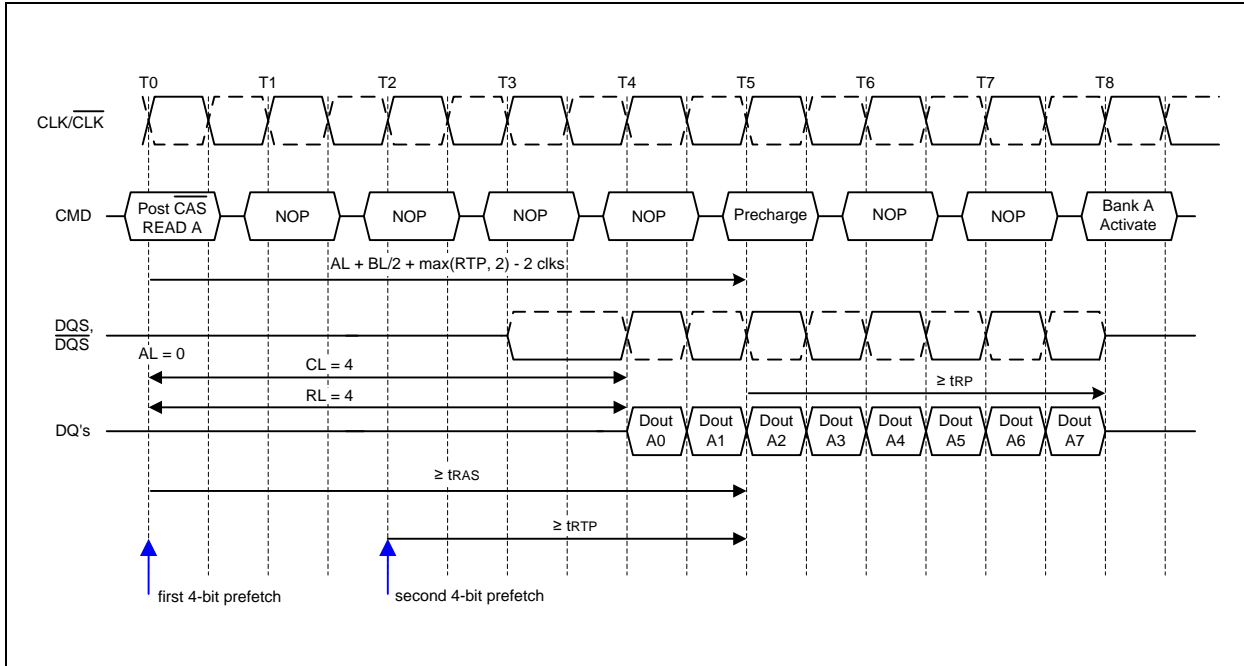 T0 T1 T2 T3 T4 T5 T6 T7 T8
CLK/CLK
CMD
Post CAS
READ A
NOP NOP NOP NOP Precharge NOP NOP
Bank A
Activate
AL + BL/2 + max(RTP, 2) - 2 clks
DQS,
DQS
AL = 0
CL = 4
≥ tRP
RL = 4
DQ's
Dout
A0
Dout
A1
Dout
A2
Dout
A3
Dout
A4
Dout
A5
Dout
A6
Dout
A7
≥ tRAS
≥ tRTP
first 4-bit prefetch
second 4-bit prefetch